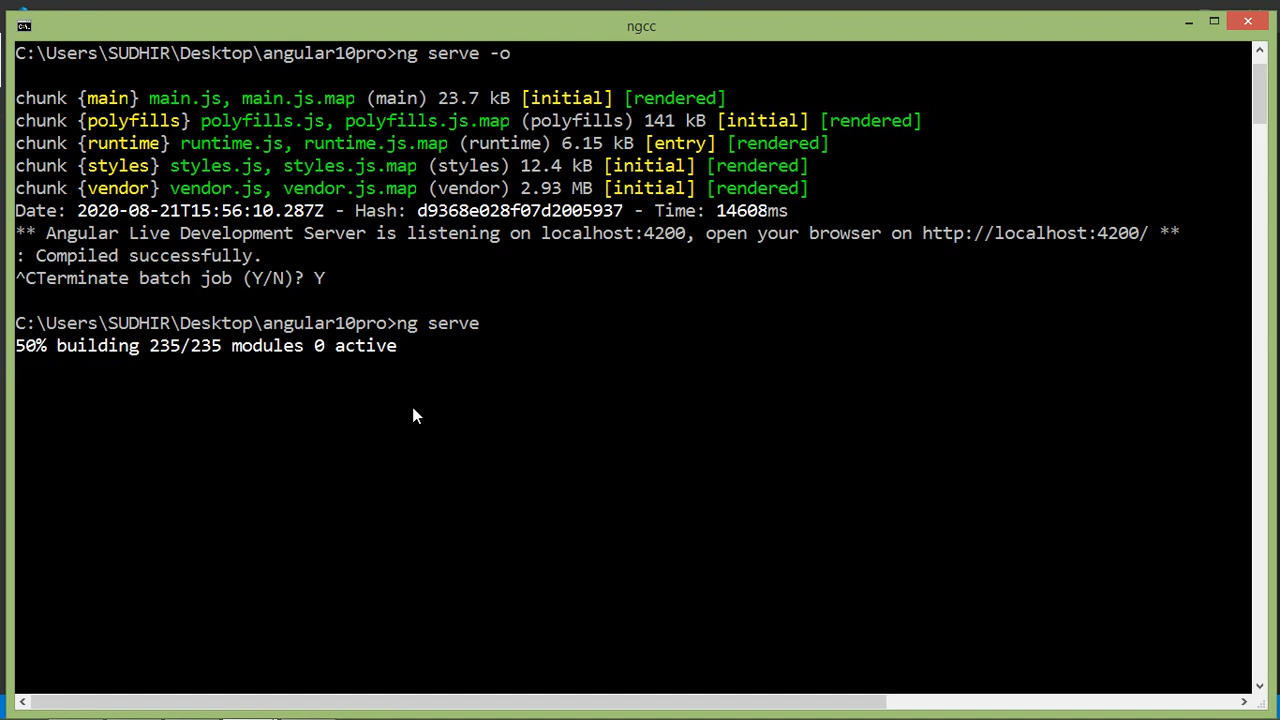 ngcc
C:\Users\SUDHIR\Desktop\angular10pro>ng serve -o
chunk {main} main.js, main.js.map (main) 23.7 kB [initial] [rendered]
chunk {polyfills} polyfills.js, polyfills.js.map (polyfills) 141 kB [initial] [rendered]
chunk {runtime} runtime.js, runtime.js.map (runtime) 6.15 kB [entry] [rendered]
chunk {styles} styles.js, styles.js.map (styles) 12.4 kB [initial] [rendered]
chunk {vendor} vendor.js, vendor.js.map (vendor) 2.93 MB [initial] [rendered]
Date: 2020-08-21T15:56:10.287Z - Hash: d9368e028f07d2005937 - Time: 14608ms
** Angular Live Development Server is listening on localhost:4200, open your browser on http://localhost:4200/ **
: Compiled successfully.
^CTerminate batch job (Y/N)? Y
C:\Users\SUDHIR\Desktop\angular10pro>ng serve
50% building 235/235 modules 0 active